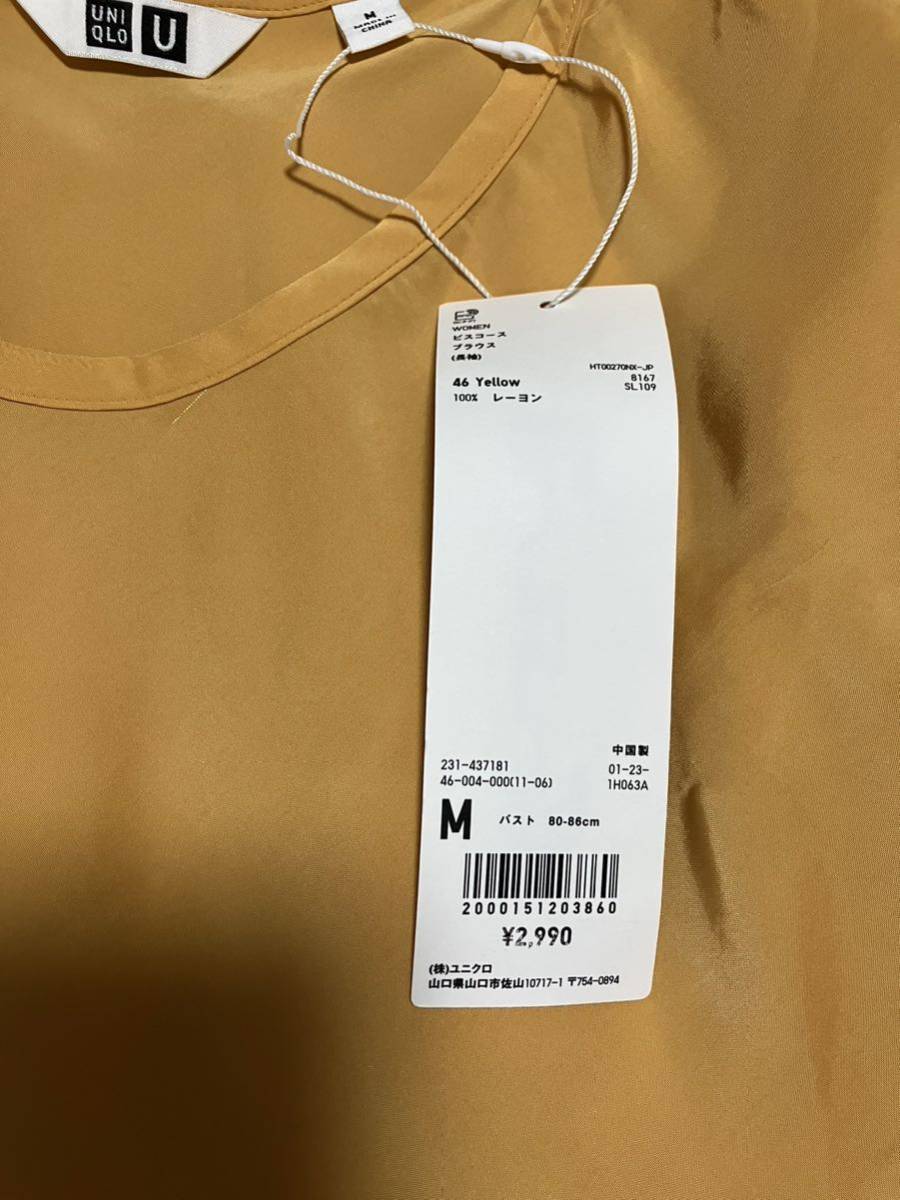 UNI
QLO
U
M
MADE IN
CHINA
WOMEN
ビスコース
ブラウス
(長袖)
HT00270NX-JP
46 Yellow
8167
100% レーヨン
SL109
中国製
231-437181
01-23-
46-004-000(11-06)
1H063A
M バスト 80-86cm
2000151203860
¥2,990
(株)ユニクロ
山口県山口市佐山10717-1 〒754-0894